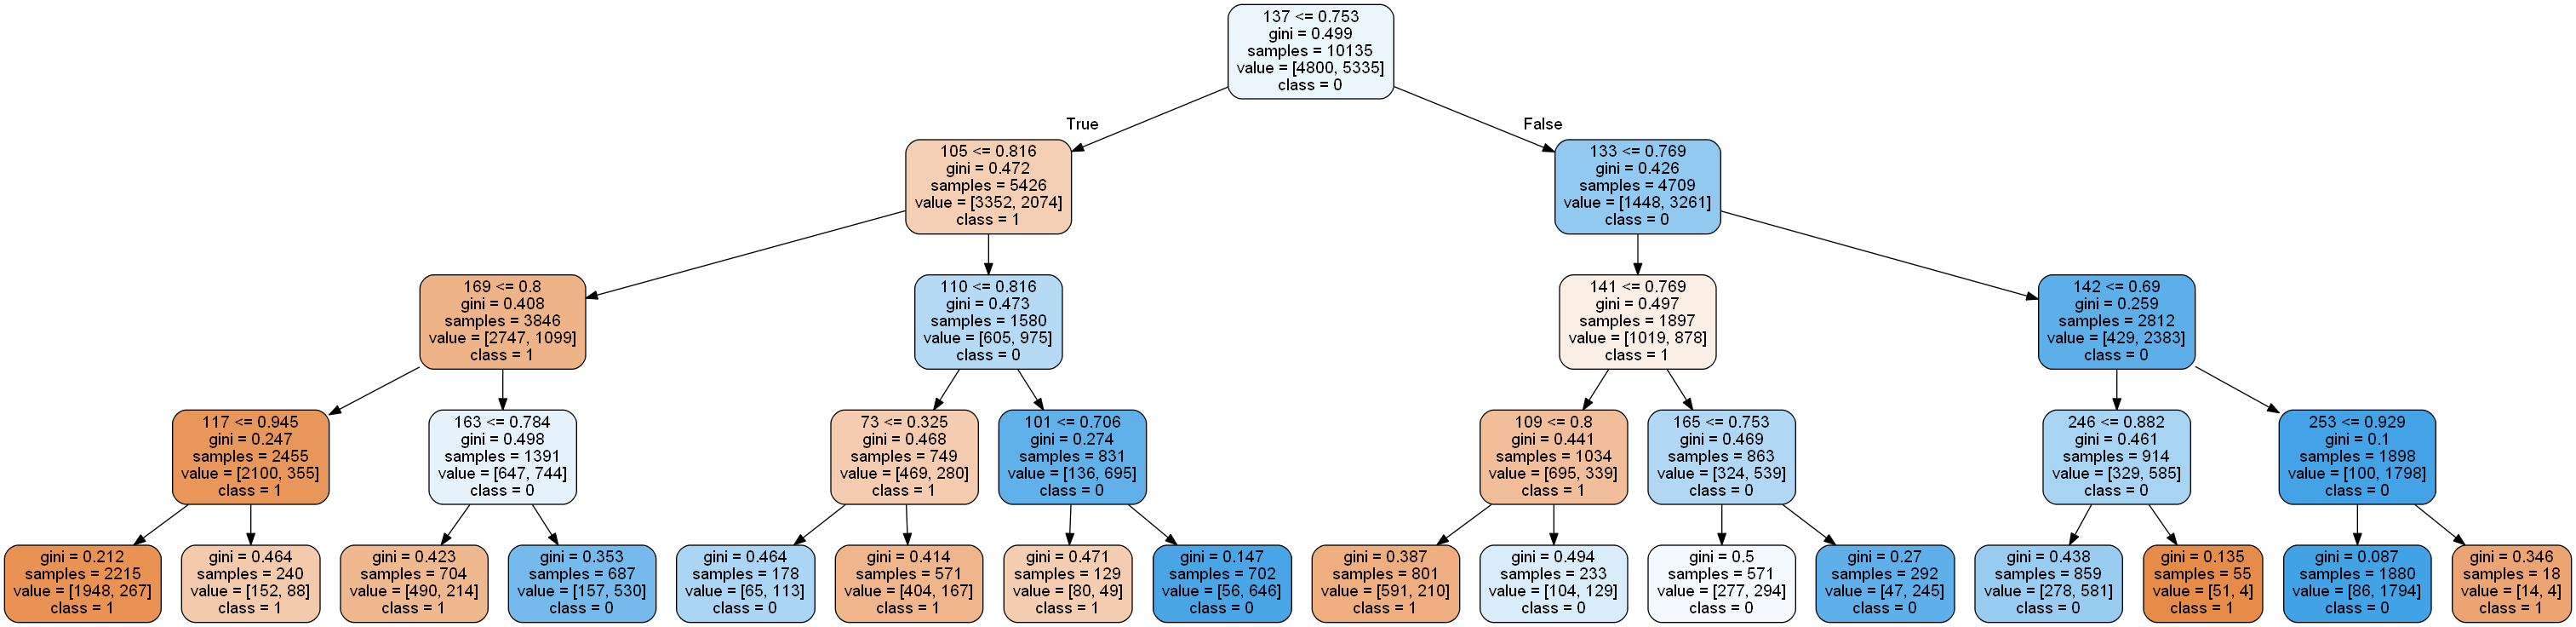 137 <= 0.753
gini = 0.499
samples = 10135
value = [4800, 5335]
class = 0
True
False
105 <= 0.816
gini = 0.472
samples = 5426
value = [3352, 2074]
class = 1
133 <= 0.769
gini = 0.426
samples = 4709
value = [1448, 3261]
class = 0
169 <= 0.8
gini = 0.408
samples = 3846
value = [2747, 1099]
class = 1
110 <= 0.816
gini = 0.473
samples = 1580
value = [605, 975]
class = 0
141 <= 0.769
gini = 0.497
samples = 1897
value = [1019, 878]
class = 1
142 <= 0.69
gini = 0.259
samples = 2812
value = [429, 2383]
class = 0
117 <= 0.945
gini = 0.247
samples = 2455
value = [2100, 355]
class = 1
163 <= 0.784
gini = 0.498
samples = 1391
value = [647, 744]
class = 0
73 <= 0.325
gini = 0.468
samples = 749
value = [469, 280]
class = 1
101 <= 0.706
gini = 0.274
samples = 831
value = [136, 695]
class = 0
109 <= 0.8
gini = 0.441
samples = 1034
value = [695, 339]
class = 1
165 <= 0.753
gini = 0.469
samples = 863
value = [324, 539]
class = 0
246 <= 0.882
gini = 0.461
samples = 914
value = [329, 585]
class = 0
253 <= 0.929
gini = 0.1
samples = 1898
value = [100, 1798]
class = 0
gini = 0.212
samples = 2215
value = [1948, 267]
class = 1
gini = 0.464
samples = 240
value = [152, 88]
class = 1
gini = 0.423
samples = 704
value = [490, 214]
class = 1
gini = 0.353
samples = 687
value = [157, 530]
class = 0
gini = 0.464
samples = 178
value = [65, 113]
class = 0
gini = 0.414
samples = 571
value = [404, 167]
class = 1
gini = 0.471
samples = 129
value = [80, 49]
class = 1
gini = 0.147
samples = 702
value = [56, 646]
class = 0
gini = 0.387
samples = 801
value = [591, 210]
class = 1
gini = 0.494
samples = 233
value = [104, 129]
class = 0
gini = 0.5
samples = 571
value = [277, 294]
class = 0
gini = 0.27
samples = 292
value = [47, 245]
class = 0
gini = 0.438
samples = 859
value = [278, 581]
class = 0
gini = 0.135
samples = 55
value = [51, 4]
class = 1
gini = 0.087
samples = 1880
value = [86, 1794]
class = 0
gini = 0.346
samples = 18
value = [14, 4]
class = 1